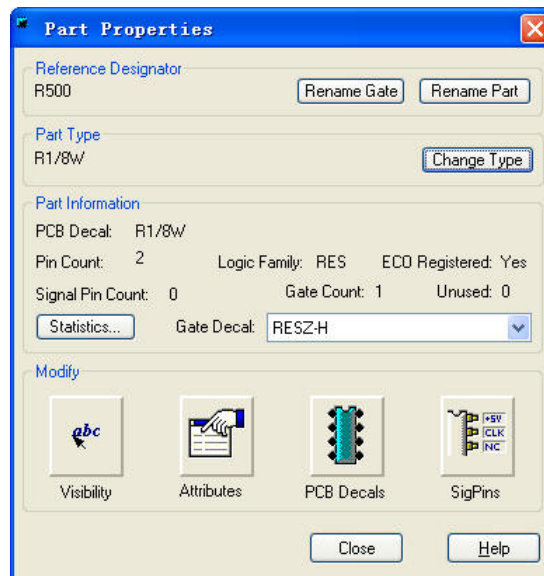 Part Properties
Reference Designator
R500
Rename Gate
Rename Part
Part Type
R1/8W
Change Type
Part Information
PCB Decal: R1/8W
Pin Count: 2 Logic Family: RES ECO Registered: Yes
Signal Pin Count: 0 Gate Count: 1 Unused: 0
Statistics... Gate Decal: RESZ-H
Modify
abc
+5V
CLK
NC
Visibility Attributes PCB Decals SigPins
Close Help